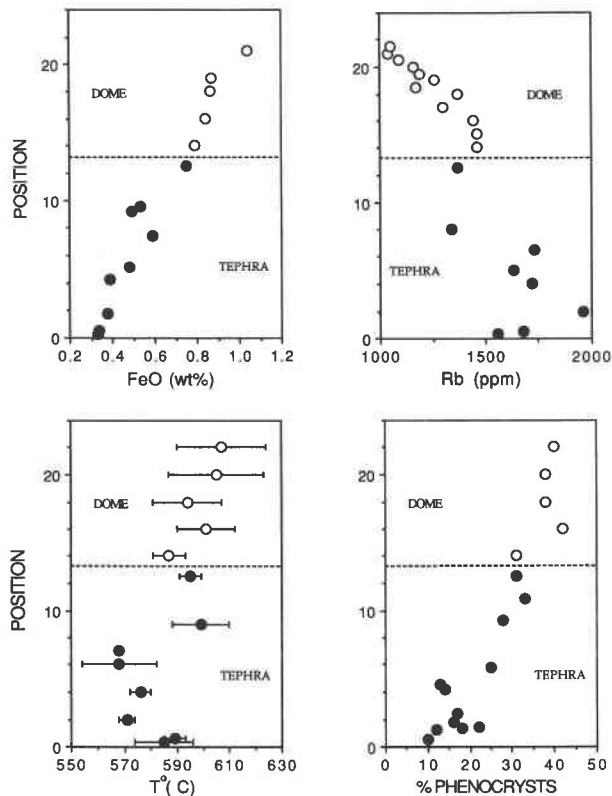 POSITION
20
10
0
DOME
TEPHRA
0.2 0.4 0.6 0.8 1.0 1.2
FeO (wt%)
20
10
0
DOME
TEPHRA
1000 1500 2000
Rb (ppm)
POSITION
20
10
0
DOME
TEPHRA
550 570 590 610 630
T°( C)
20
10
0
DOME
TEPHRA
0 10 20 30 40 50
% PHENOCRYSTS